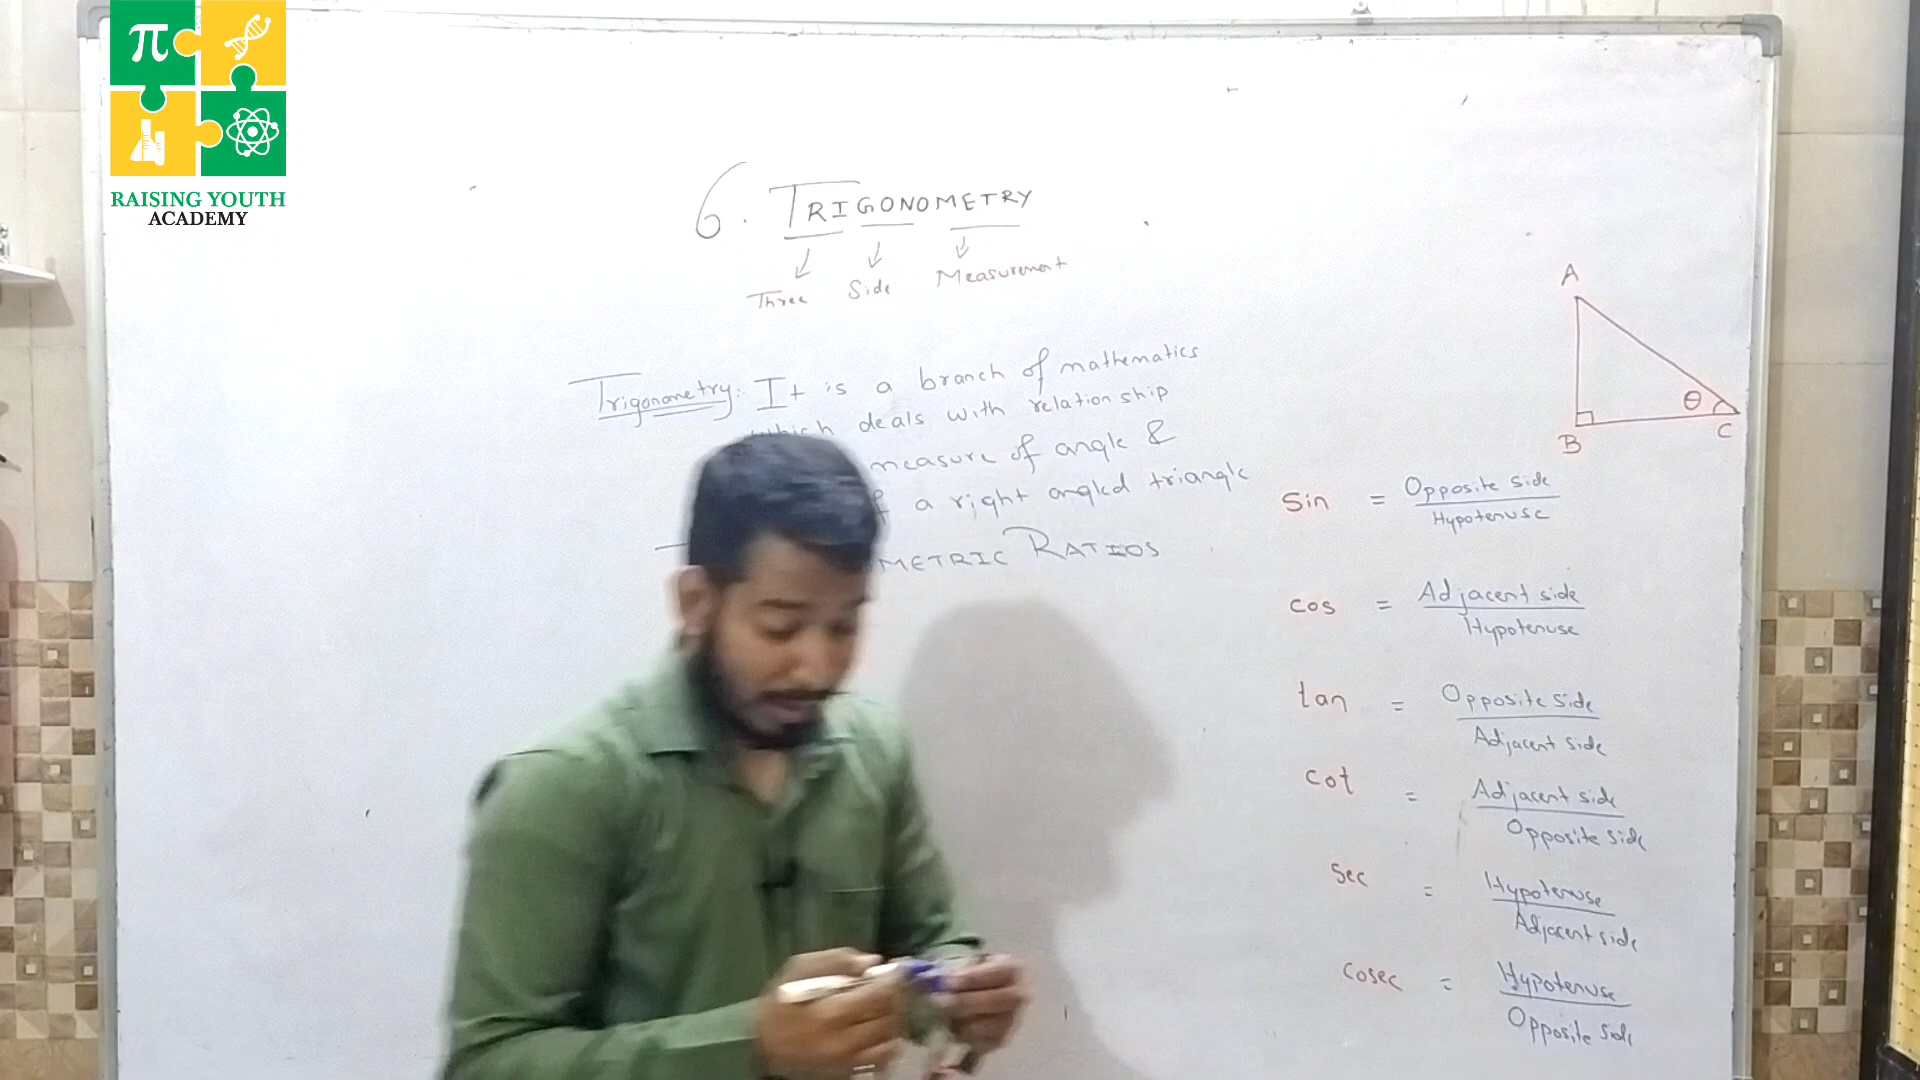 π
RAISING YOUTH
ACADEMY
6. TRIGONOMETRY
Three Side Measurement
Trigonometry: It is a branch of mathematics
which deals with relationship
measure of angle &
of a right angled triangle
METRIC RATIOS
A
B
C
θ
Sin = Opposite side
Hypotenuse
cos = Adjacent side
Hypotenuse
tan = Opposite side
Adjacent side
cot = Adjacent side
Opposite side
Sec = Hypotenuse
Adjacent side
Cosec = Hypotenuse
Opposite side